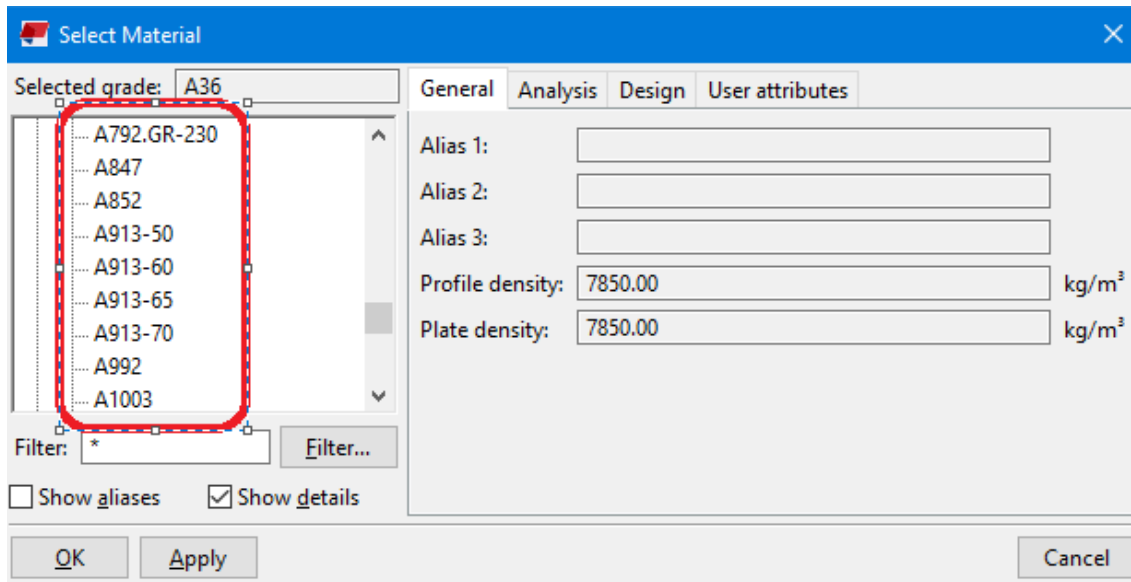 Select Material
Selected grade: A36
A792.GR-230
A847
A852
A913-50
A913-60
A913-65
A913-70
A992
A1003
Filter: * Filter...
Show aliases Show details
General Analysis Design User attributes
Alias 1:
Alias 2:
Alias 3:
Profile density: 7850.00 kg/m³
Plate density: 7850.00 kg/m³
OK Apply Cancel